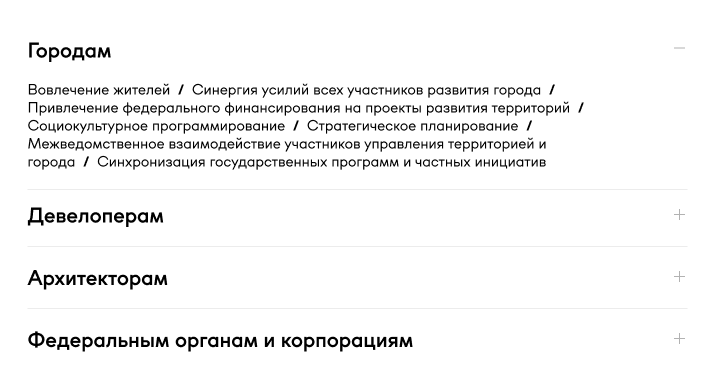 Городам
Вовлечение жителей / Синергия усилий всех участников развития города /
Привлечение федерального финансирования на проекты развития территорий /
Социокультурное программирование / Стратегическое планирование /
Межведомственное взаимодействие участников управления территорией и
города / Синхронизация государственных программ и частных инициатив
Девелоперам
Архитекторам
Федеральным органам и корпорациям